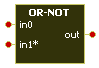 OR-NOT
in0
out
in1*